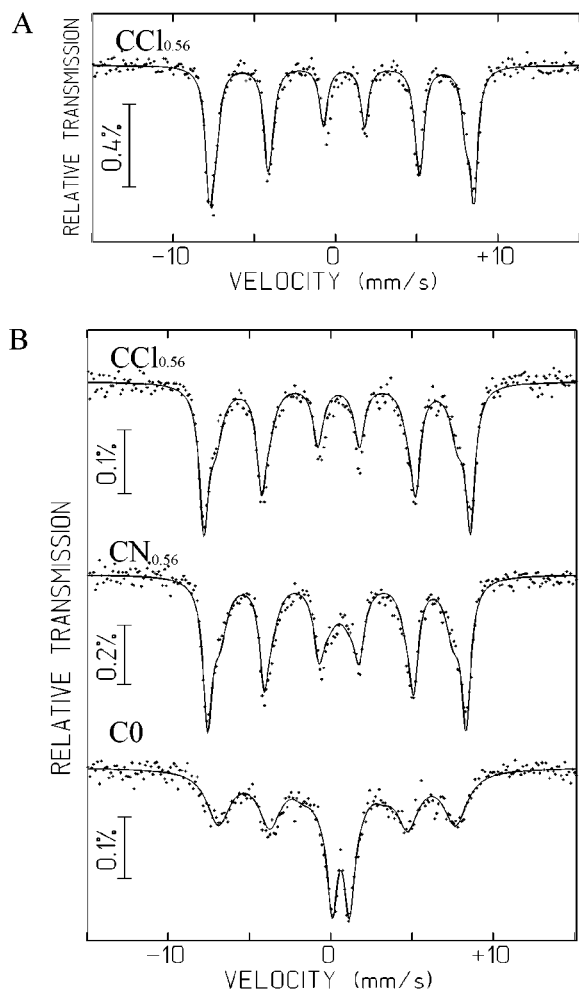 A
CCl0.56
RELATIVE TRANSMISSION
0.4%
−10 0 +10
VELOCITY (mm/s)
B
CCl0.56
0.1%
CN0.56
0.2%
C0
0.1%
RELATIVE TRANSMISSION
−10 0 +10
VELOCITY (mm/s)